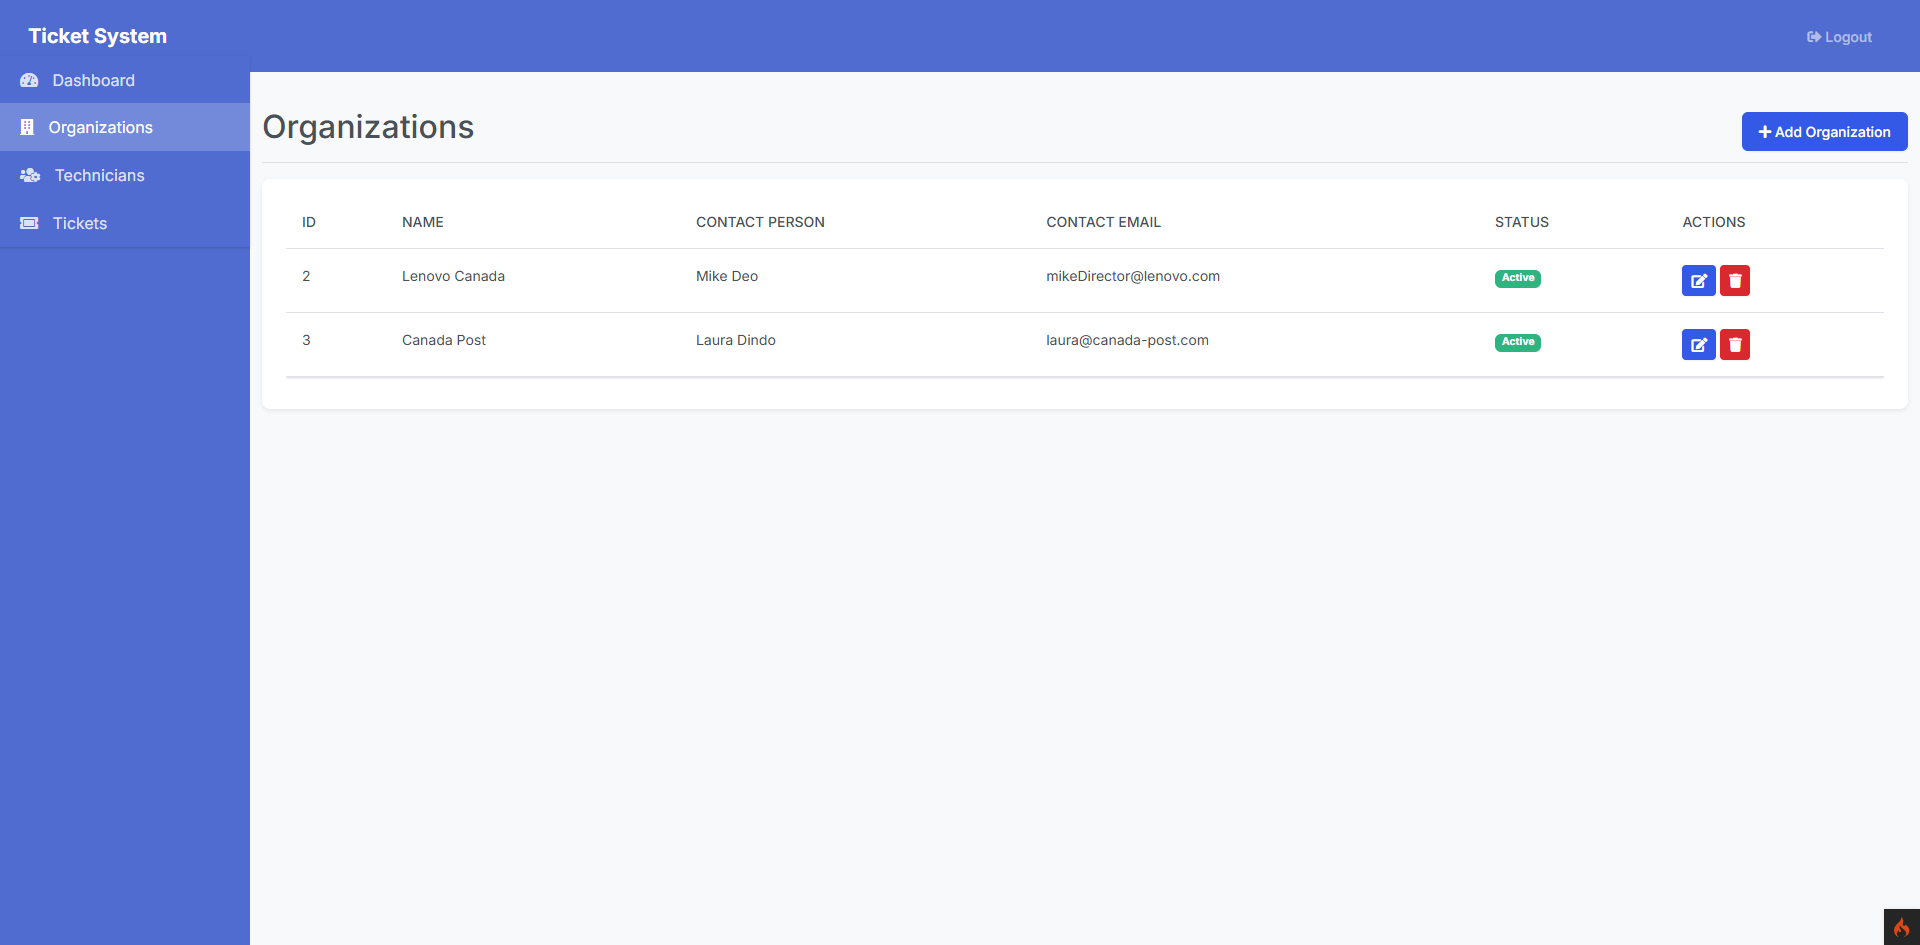 Ticket System
Logout
Dashboard
Organizations
Technicians
Tickets
Organizations
Add Organization
ID NAME CONTACT PERSON CONTACT EMAIL STATUS ACTIONS
2 Lenovo Canada Mike Deo mikeDirector@lenovo.com Active
3 Canada Post Laura Dindo laura@canada-post.com Active